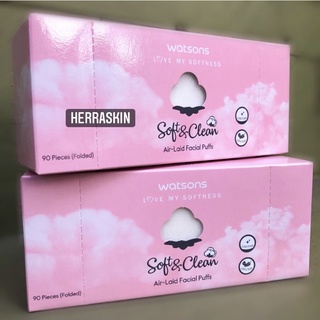 watsons
LOVE MY SOFTNESS
HERRASKIN
Soft&Clean
Air-Laid Facial Puffs
90 Pieces (Folded)
watsons
LOVE MY SOFTNESS
Soft&Clean
Air-Laid Facial Puffs
90 Pieces (Folded)